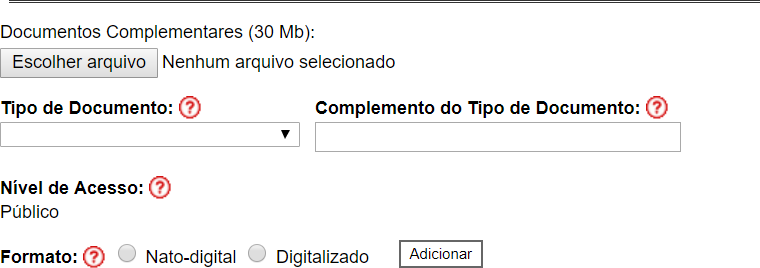 Documentos Complementares (30 Mb):
Escolher arquivo Nenhum arquivo selecionado
Tipo de Documento: ? Complemento do Tipo de Documento: ?
Nível de Acesso: ?
Público
Formato: ? Nato-digital Digitalizado Adicionar